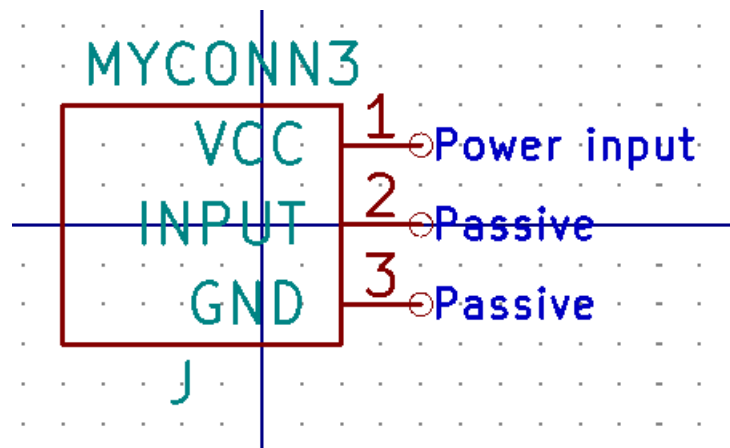 MYCONN3
VCC 1 Power input
INPUT 2 Passive
GND 3 Passive
J